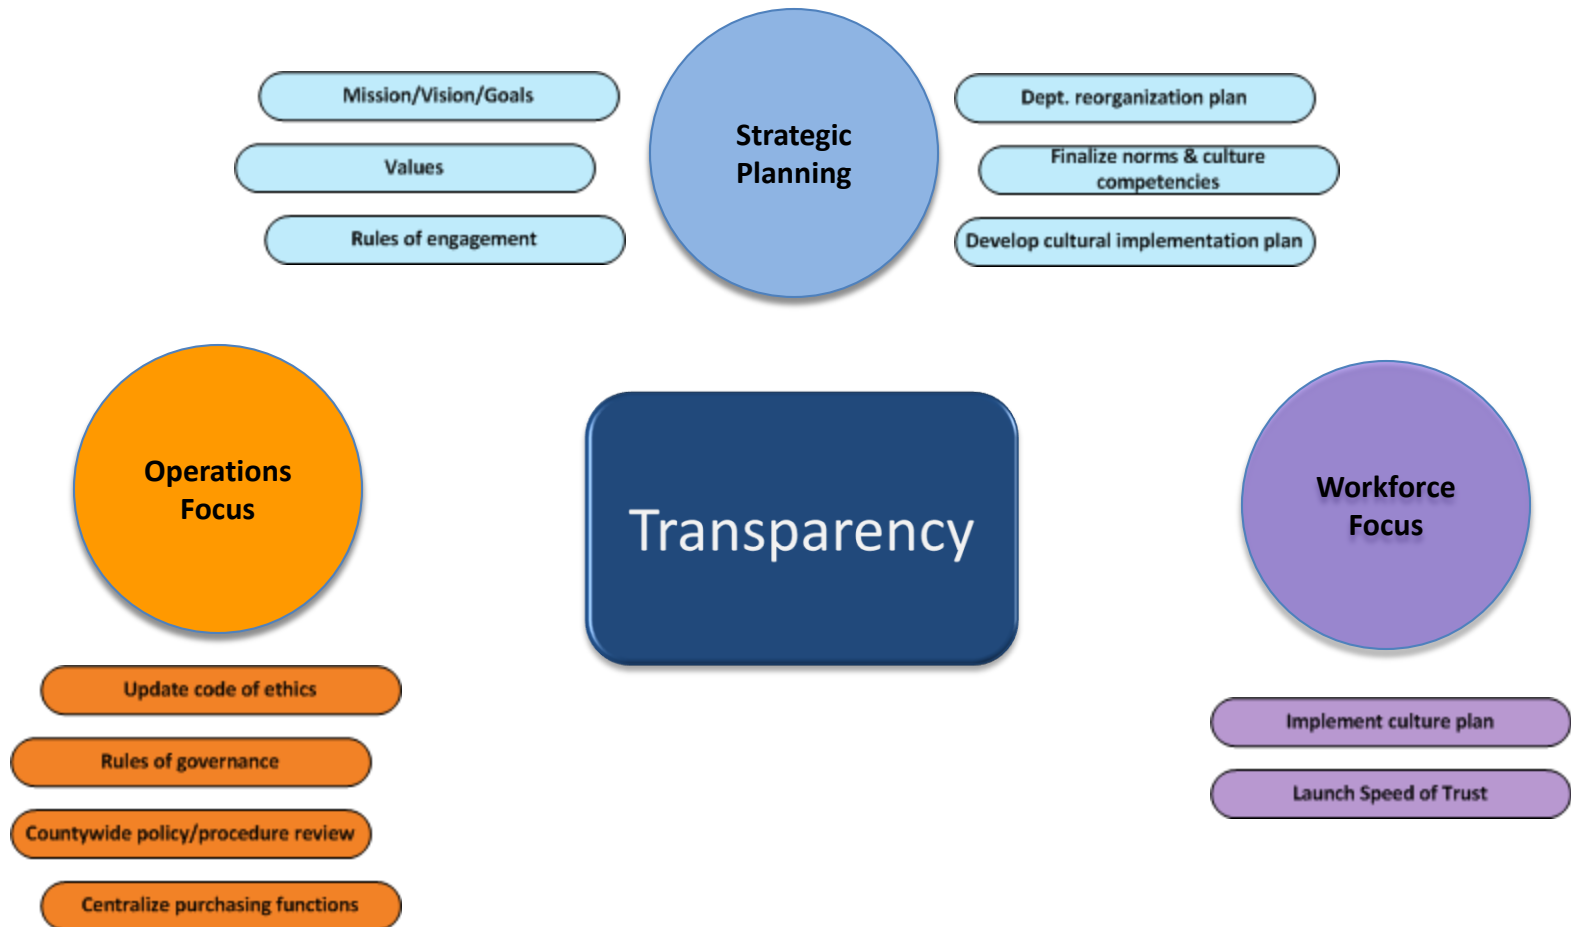 Mission/Vision/Goals
Values
Rules of engagement
Strategic
Planning
Dept. reorganization plan
Finalize norms & culture
competencies
Develop cultural implementation plan
Operations
Focus
Transparency
Workforce
Focus
Update code of ethics
Rules of governance
Countywide policy/procedure review
Centralize purchasing functions
Implement culture plan
Launch Speed of Trust